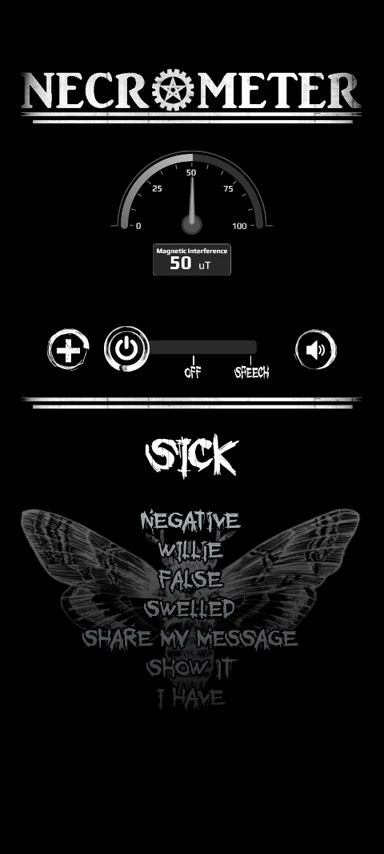 NECROMETER
50
25
75
0
100
Magnetic Interference
50 uT
OFF
SPEECH
SICK
NEGATIVE
WILLIE
FALSE
SWELLED
SHARE MY MESSAGE
SHOW IT
I HAVE